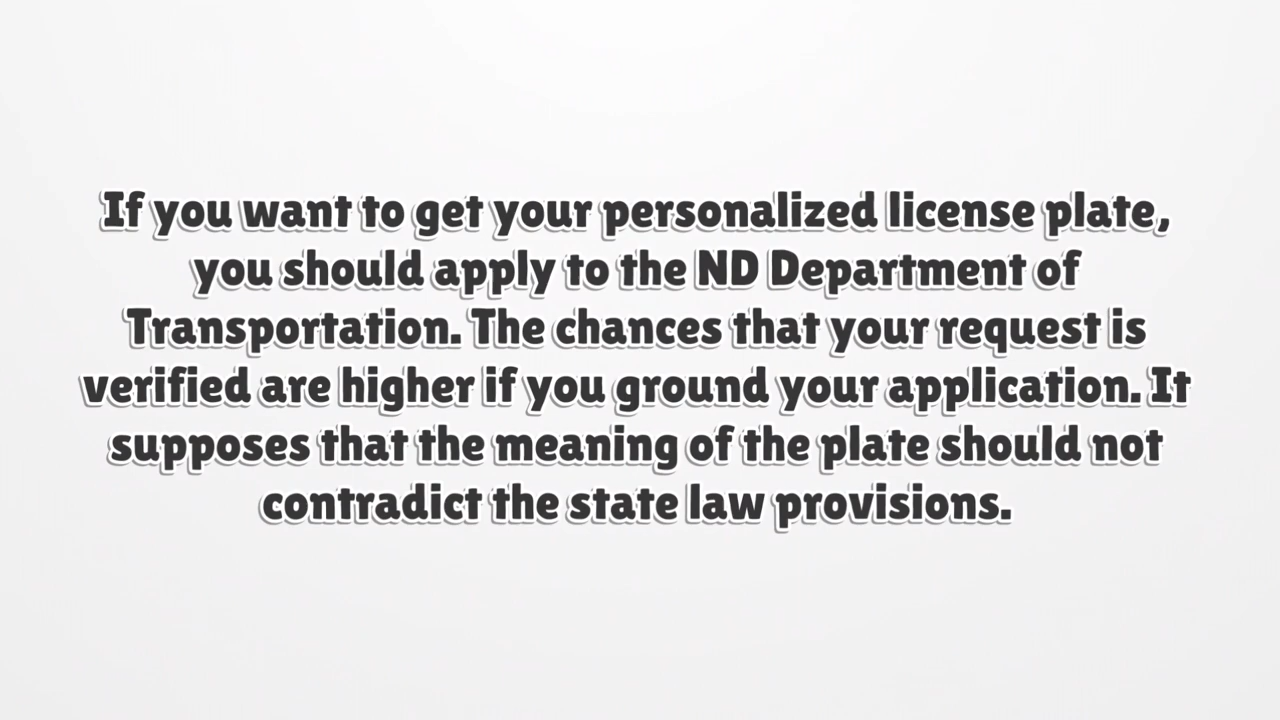 If you want to get your personalized license plate,
you should apply to the ND Department of
Transportation. The chances that your request is
verified are higher if you ground your application. It
supposes that the meaning of the plate should not
contradict the state law provisions.